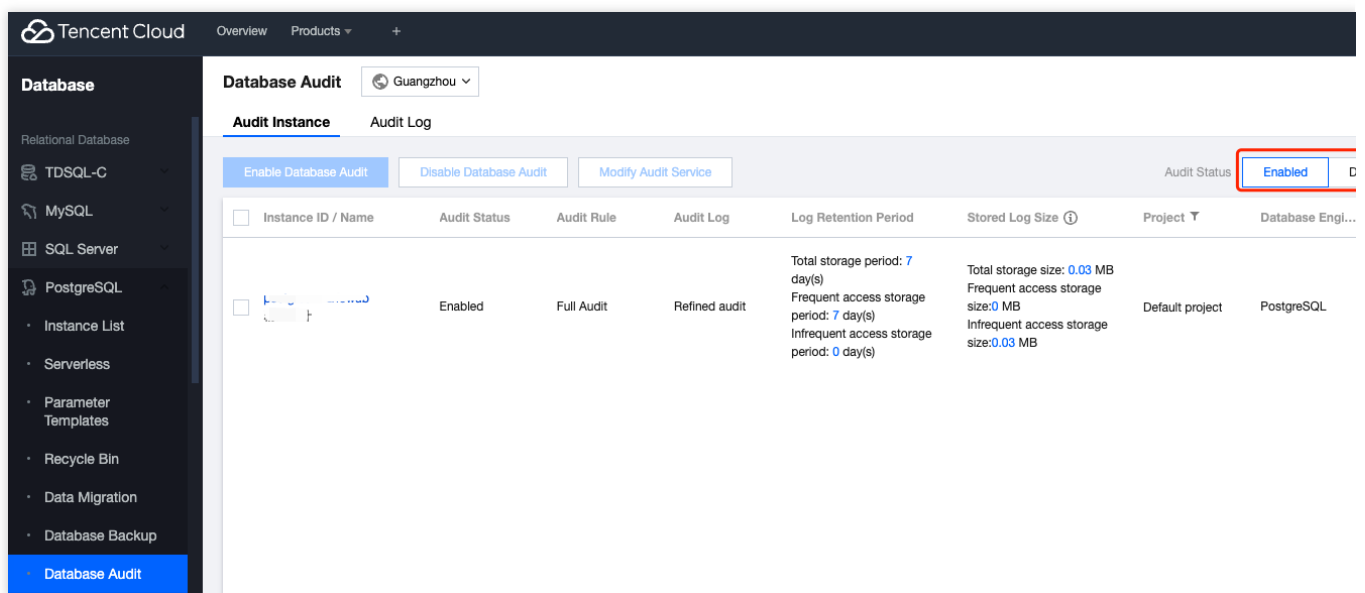 Tencent Cloud
Overview
Products
+
Database
Relational Database
TDSQL-C
MySQL
SQL Server
PostgreSQL
Instance List
Serverless
Parameter
Templates
Recycle Bin
Data Migration
Database Backup
Database Audit
Database Audit
Guangzhou
Audit Instance
Audit Log
Enable Database Audit
Disable Database Audit
Modify Audit Service
Audit Status
Enabled
Instance ID / Name
Audit Status
Audit Rule
Audit Log
Log Retention Period
Stored Log Size
Project
Database Engi...
Enabled
Full Audit
Refined audit
Total storage period: 7
day(s)
Frequent access storage
period: 7 day(s)
Infrequent access storage
period: 0 day(s)
Total storage size: 0.03 MB
Frequent access storage
size:0 MB
Infrequent access storage
size:0.03 MB
Default project
PostgreSQL